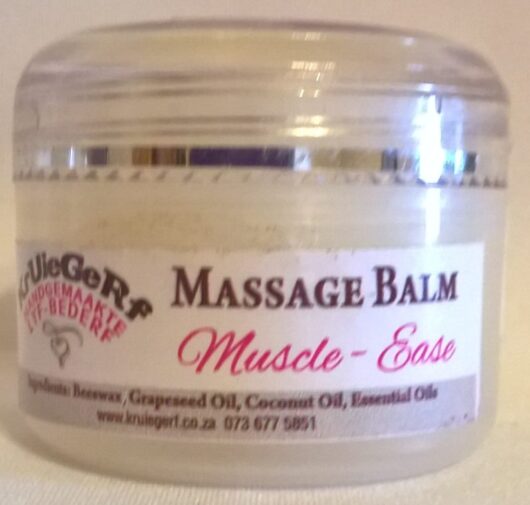 KrUieGeRf
HANDGEMAAKTE
LYF-BEDERF
MASSAGE BALM
Muscle - Ease
Ingredients: Beeswax, Grapeseed Oil, Coconut Oil, Essential Oils
www.kruiegerf.co.za 073 677 5851